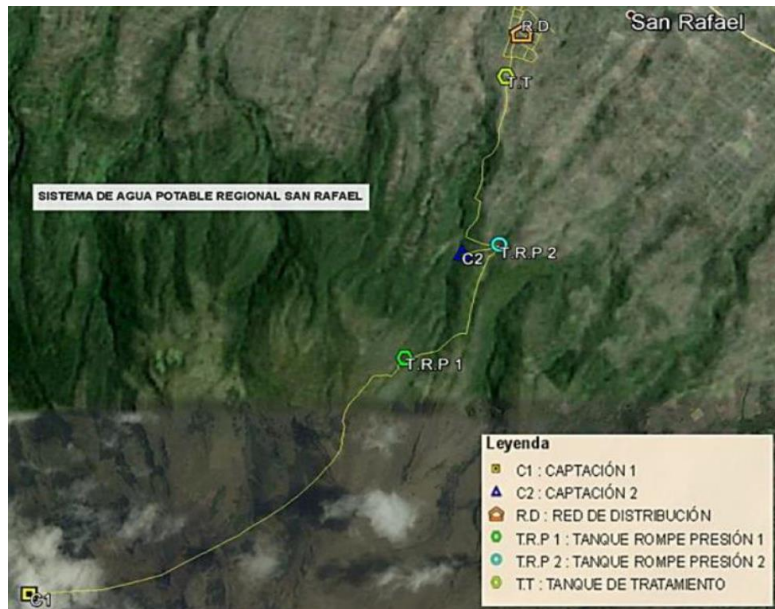 R.D
San Rafael
T.T
SISTEMA DE AGUA POTABLE REGIONAL SAN RAFAEL
C2
T.R.P 2
T.R.P 1
C1
Leyenda
C1 : CAPTACIÓN 1
C2 : CAPTACIÓN 2
R.D : RED DE DISTRIBUCIÓN
T.R.P 1 : TANQUE ROMPE PRESIÓN 1
T.R.P 2 : TANQUE ROMPE PRESIÓN 2
T.T : TANQUE DE TRATAMIENTO